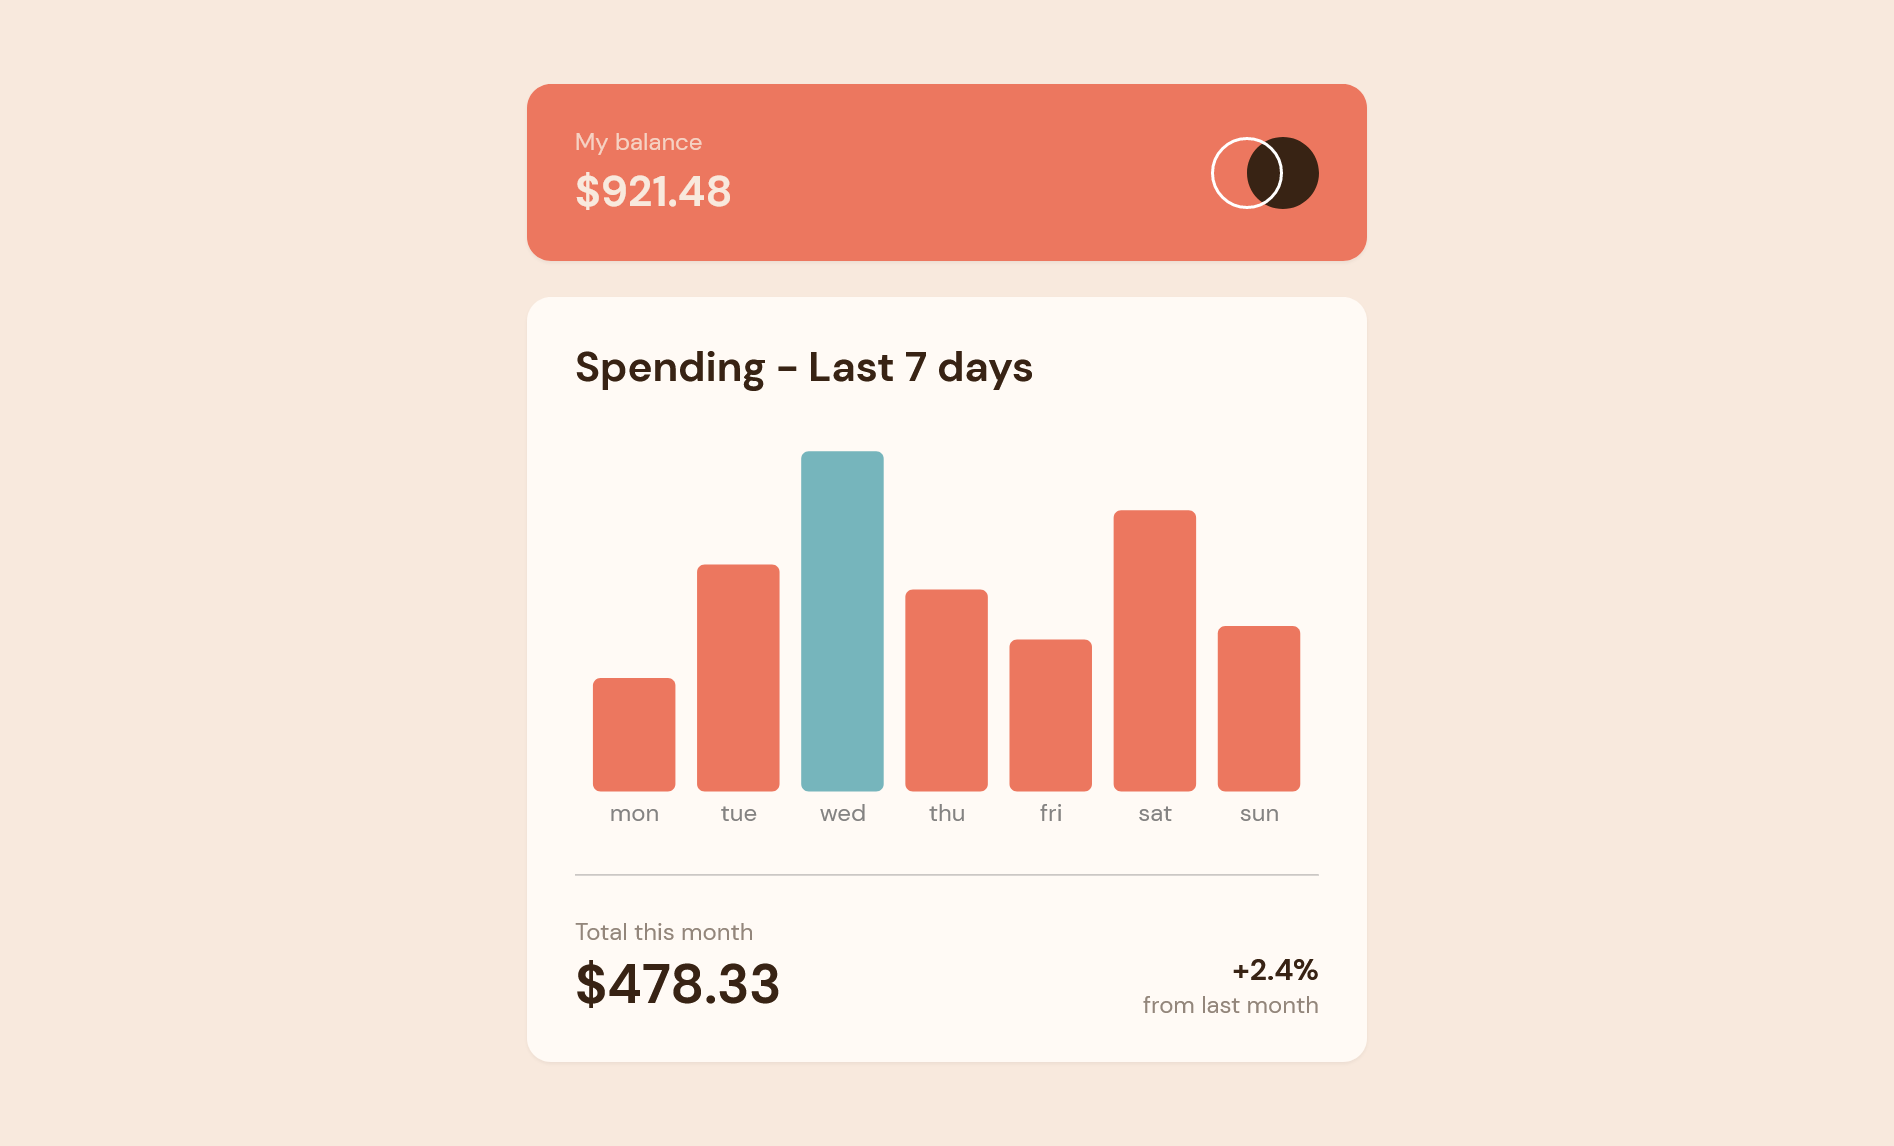 My balance
$921.48
Spending - Last 7 days
mon tue wed thu fri sat sun
Total this month
$478.33
+2.4%
from last month